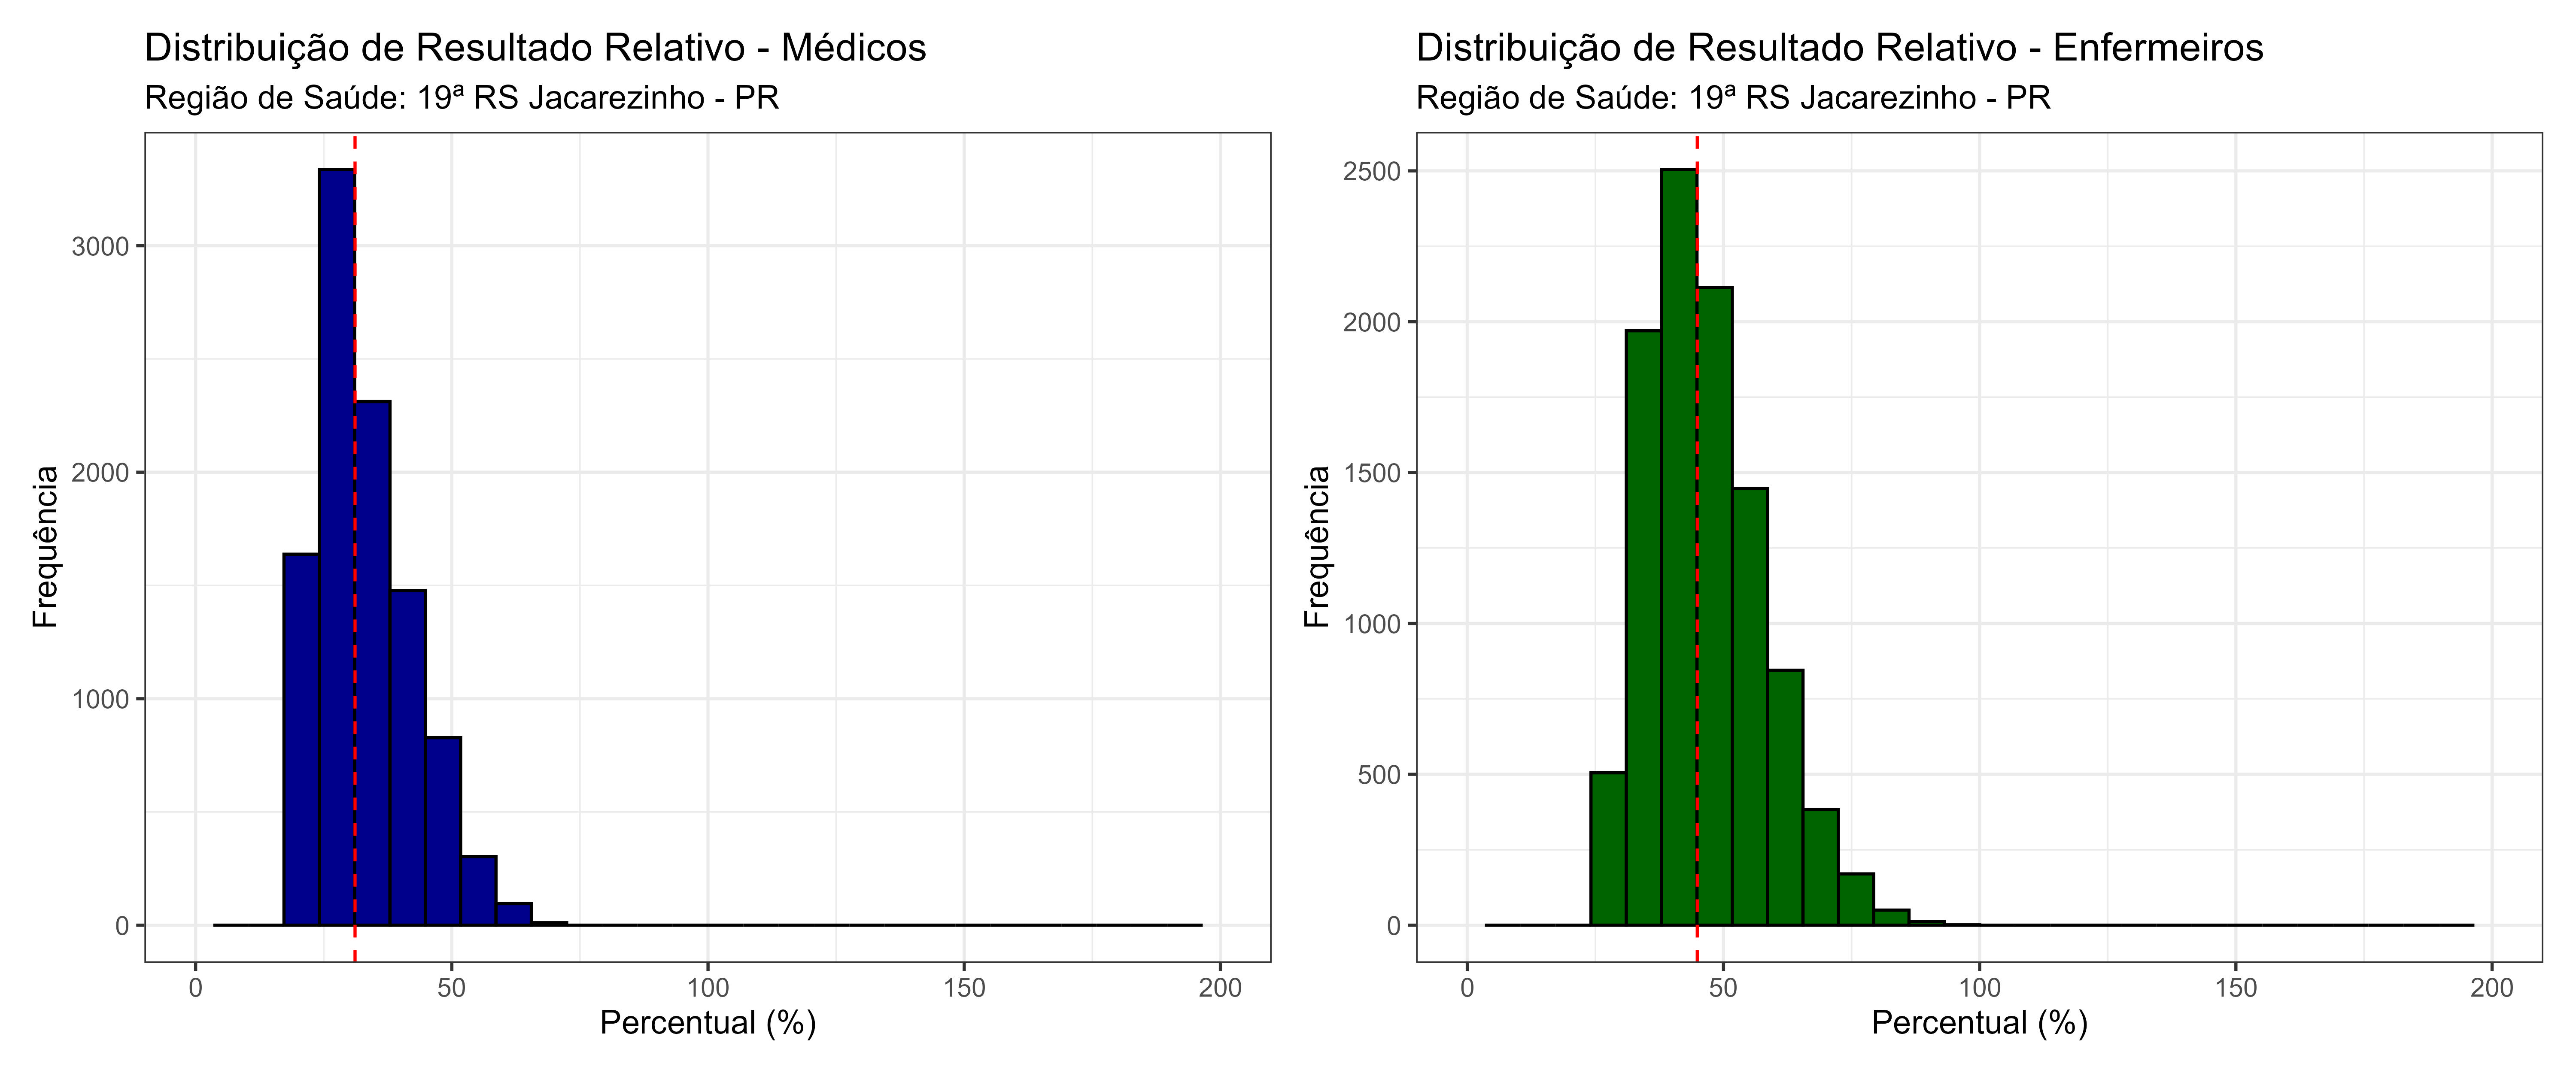 Distribuição de Resultado Relativo - Médicos
Região de Saúde: 19ª RS Jacarezinho - PR
Frequência
3000
2000
1000
0
0 50 100 150 200
Percentual (%)
Distribuição de Resultado Relativo - Enfermeiros
Região de Saúde: 19ª RS Jacarezinho - PR
Frequência
2500
2000
1500
1000
500
0
0 50 100 150 200
Percentual (%)